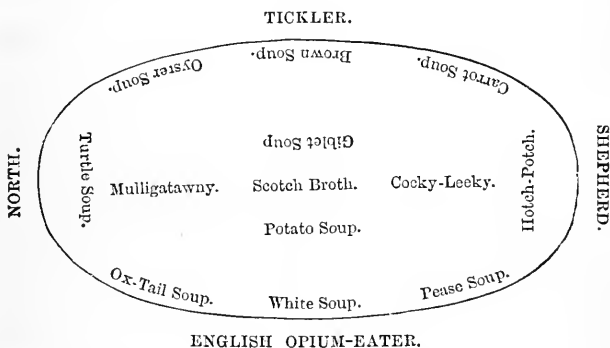 TICKLER.
Oyster Soup.
Brown Soup.
Carrot Soup.
Giblet Soup
NORTH.
Turtle Soup.
Mulligatawny.
Scotch Broth.
Cocky-Leeky.
Hotch-Potch.
SHEPHERD.
Potato Soup.
Ox-Tail Soup.
White Soup.
Pease Soup.
ENGLISH OPIUM-EATER.